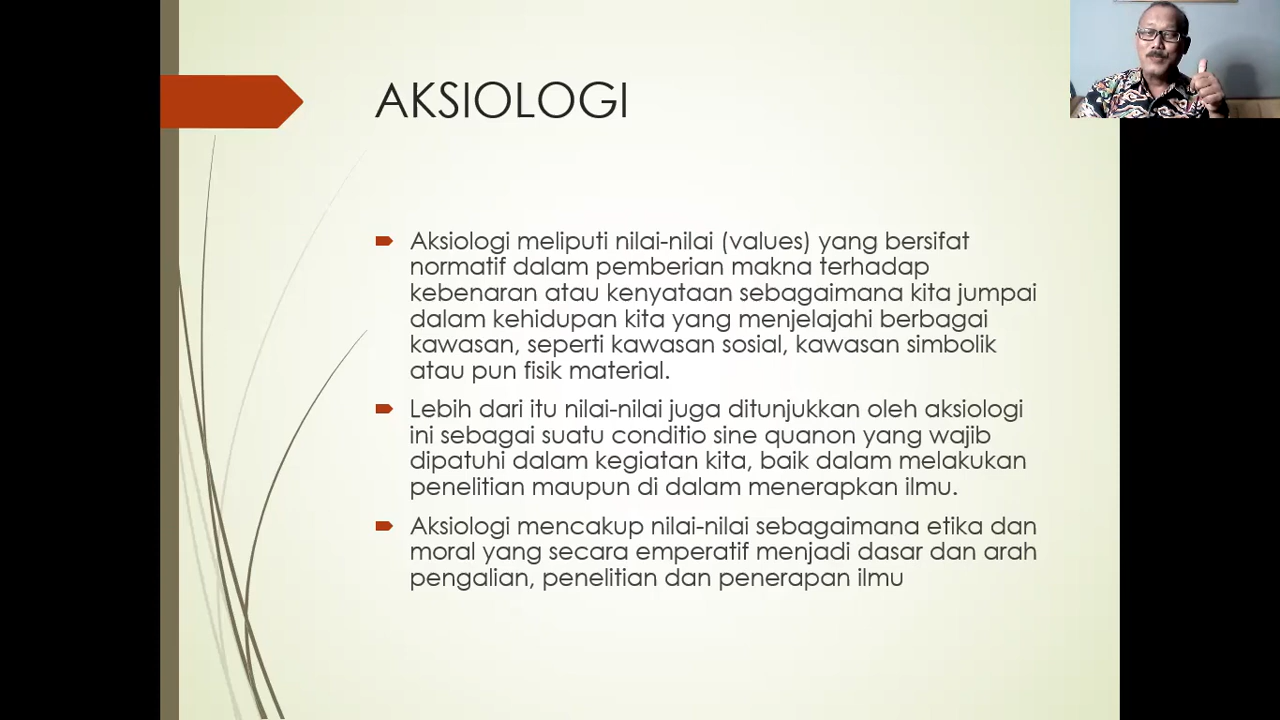 AKSIOLOGI
Aksiologi meliputi nilai-nilai (values) yang bersifat
normatif dalam pemberian makna terhadap
kebenaran atau kenyataan sebagaimana kita jumpai
dalam kehidupan kita yang menjelajahi berbagai
kawasan, seperti kawasan sosial, kawasan simbolik
atau pun fisik material.
Lebih dari itu nilai-nilai juga ditunjukkan oleh aksiologi
ini sebagai suatu conditio sine quanon yang wajib
dipatuhi dalam kegiatan kita, baik dalam melakukan
penelitian maupun di dalam menerapkan ilmu.
Aksiologi mencakup nilai-nilai sebagaimana etika dan
moral yang secara emperatif menjadi dasar dan arah
pengalian, penelitian dan penerapan ilmu